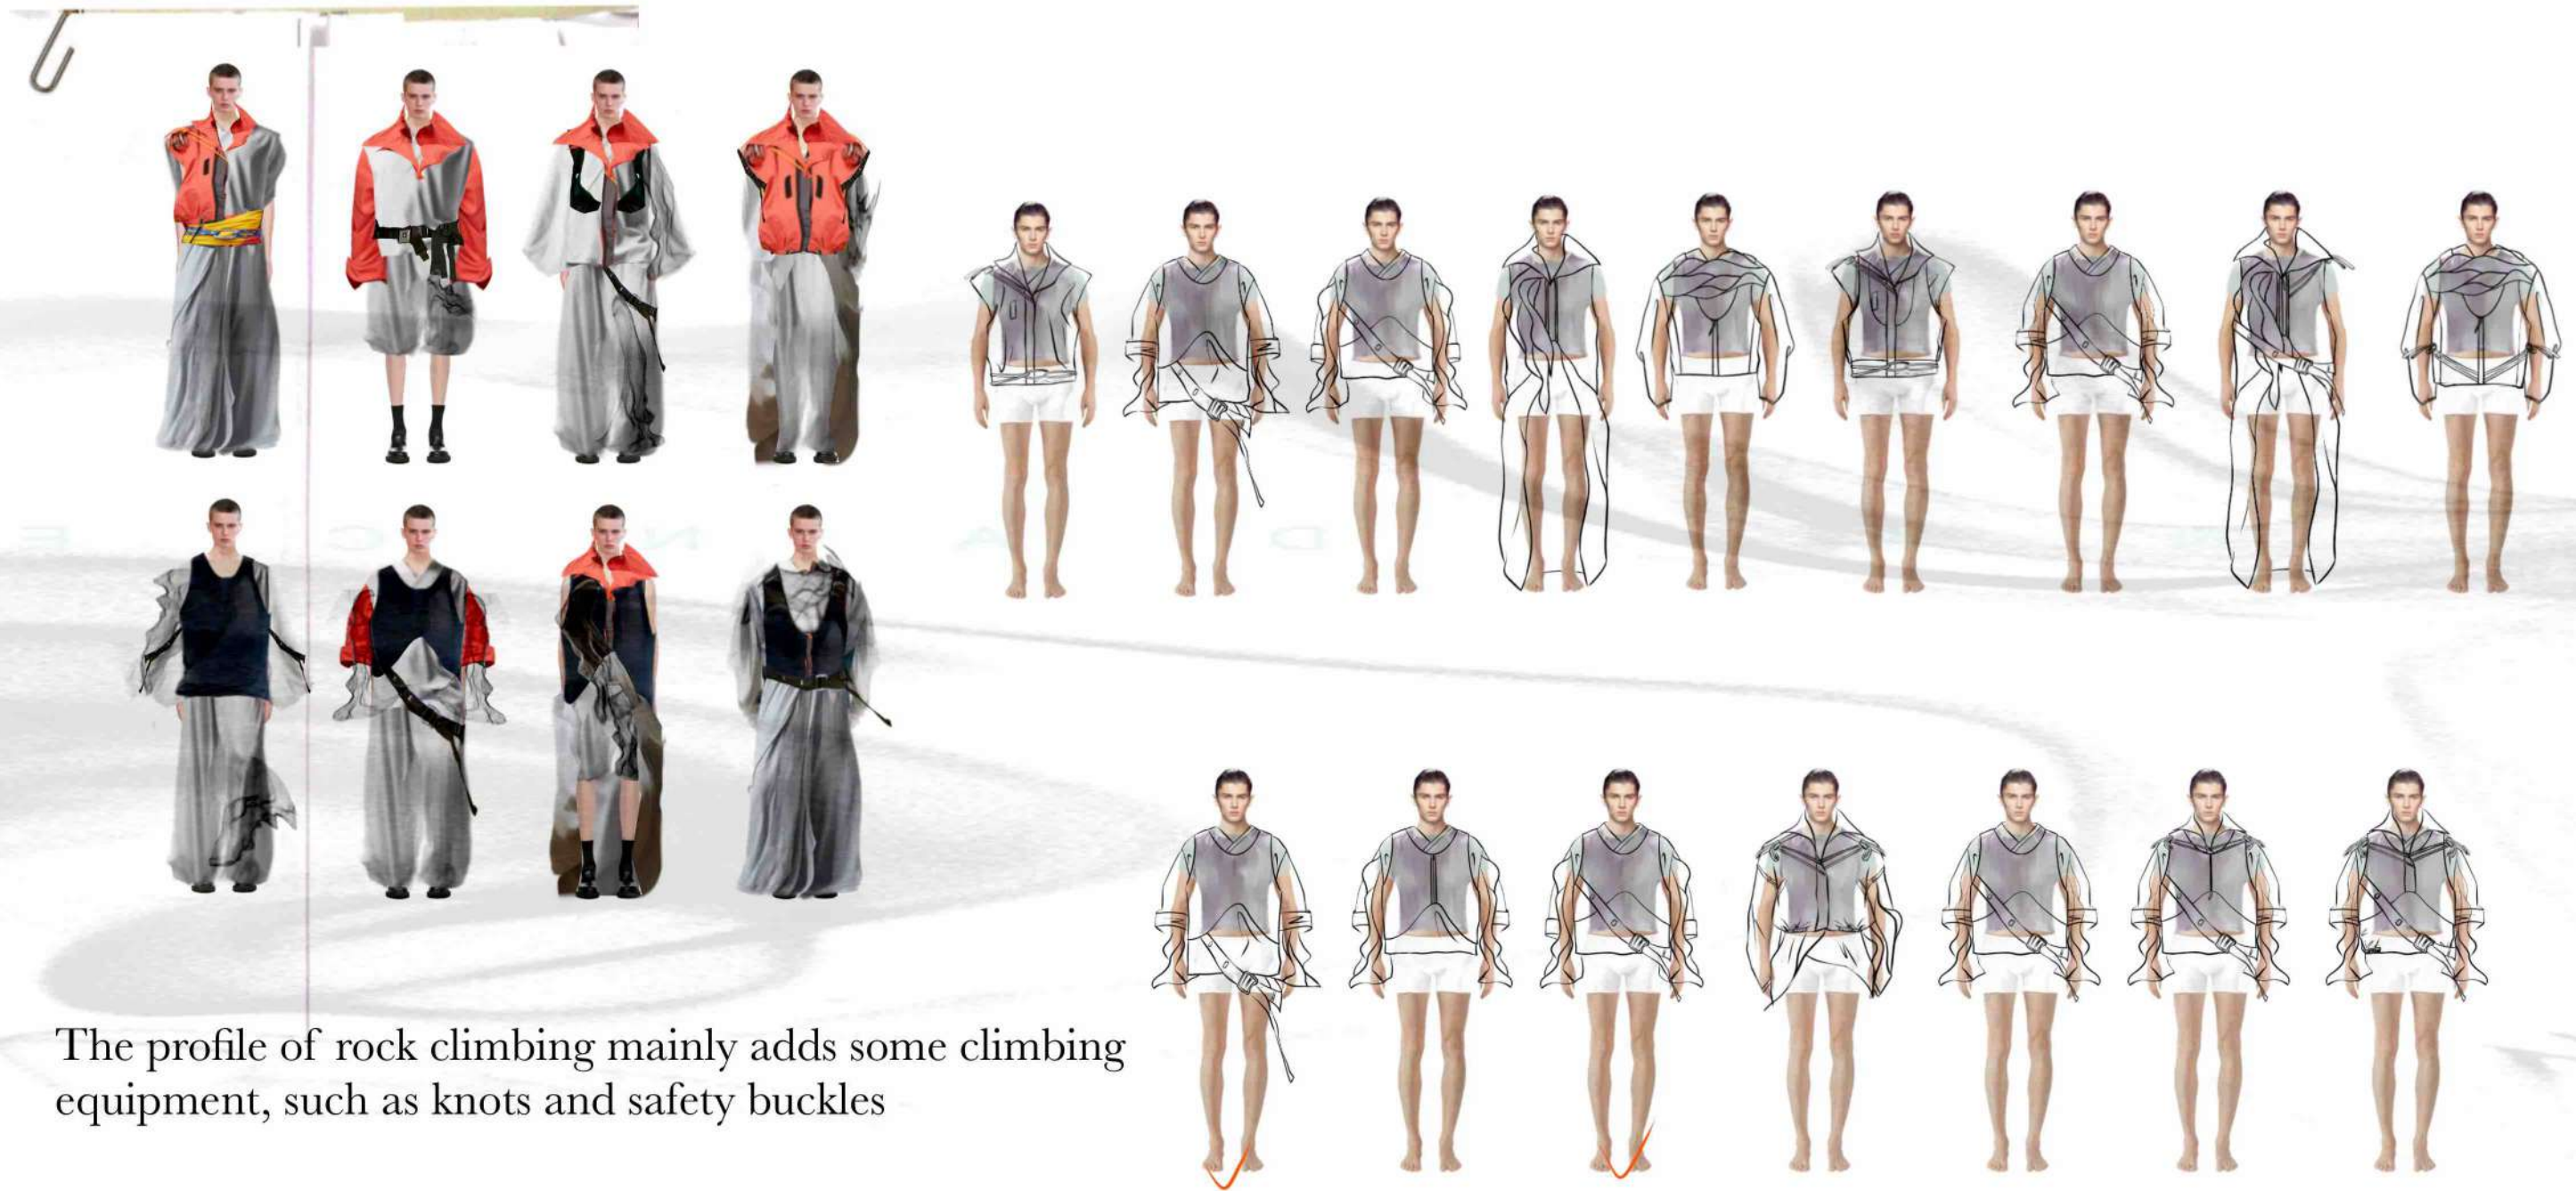 The profile of rock climbing mainly adds some climbing
equipment, such as knots and safety buckles